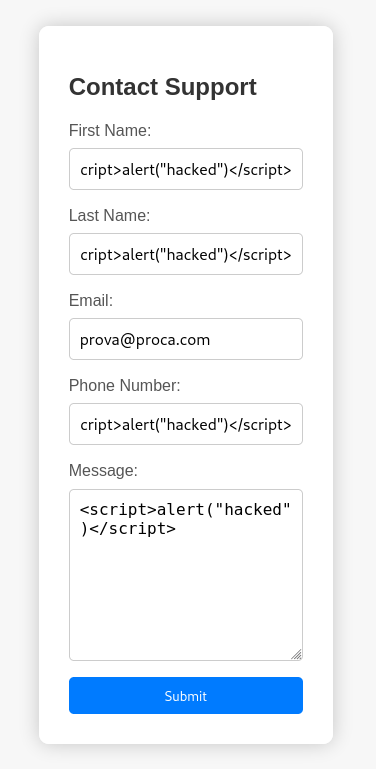 Contact Support
First Name:
cript>alert("hacked")</script>
Last Name:
cript>alert("hacked")</script>
Email:
prova@proca.com
Phone Number:
cript>alert("hacked")</script>
Message:
<script>alert("hacked"
)</script>
Submit